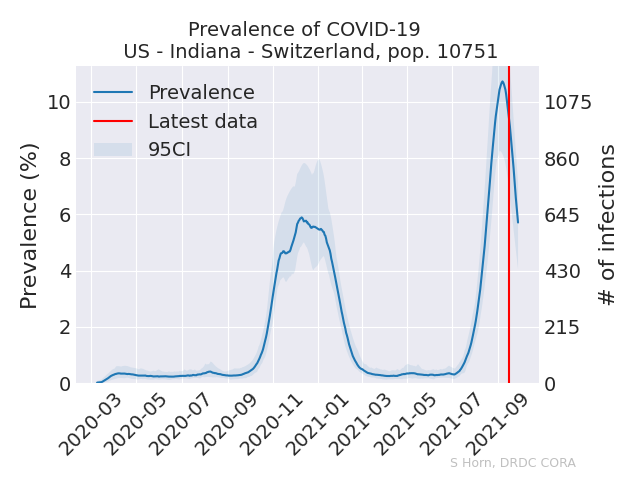 Prevalence of COVID-19
US - Indiana - Switzerland, pop. 10751
Prevalence
Latest data
95CI
Prevalence (%)
10
8
6
4
2
0
1075
860
645
430
215
0
# of infections
2020-03
2020-05
2020-07
2020-09
2020-11
2021-01
2021-03
2021-05
2021-07
2021-09
S Horn, DRDC CORA